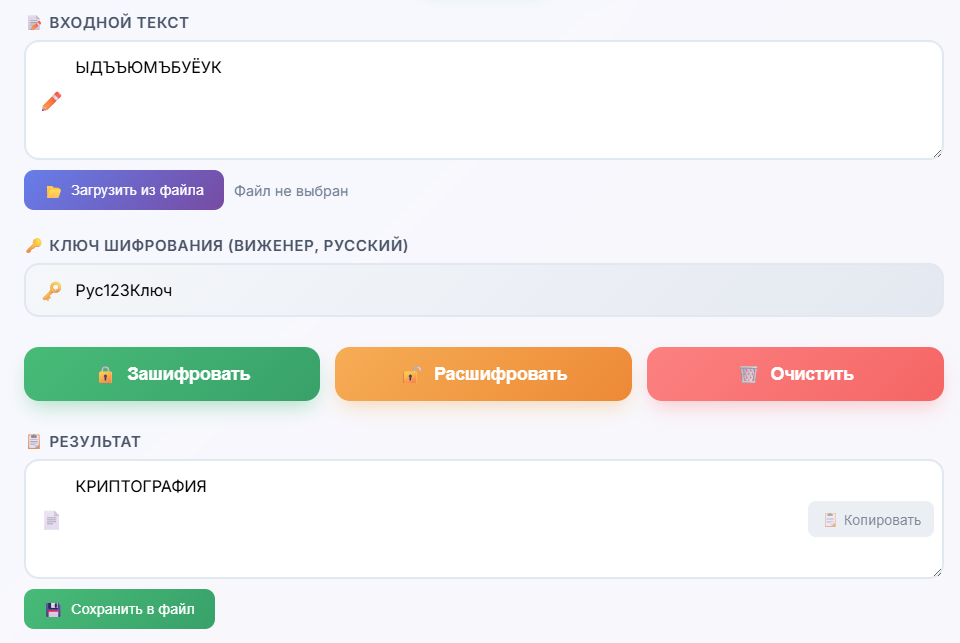 ВХОДНОЙ ТЕКСТ
ЫДЪЪЮМЪБУЁУК
Загрузить из файла Файл не выбран
КЛЮЧ ШИФРОВАНИЯ (ВИЖЕНЕР, РУССКИЙ)
Рус123Ключ
Зашифровать Расшифровать Очистить
РЕЗУЛЬТАТ
КРИПТОГРАФИЯ
Копировать
Сохранить в файл